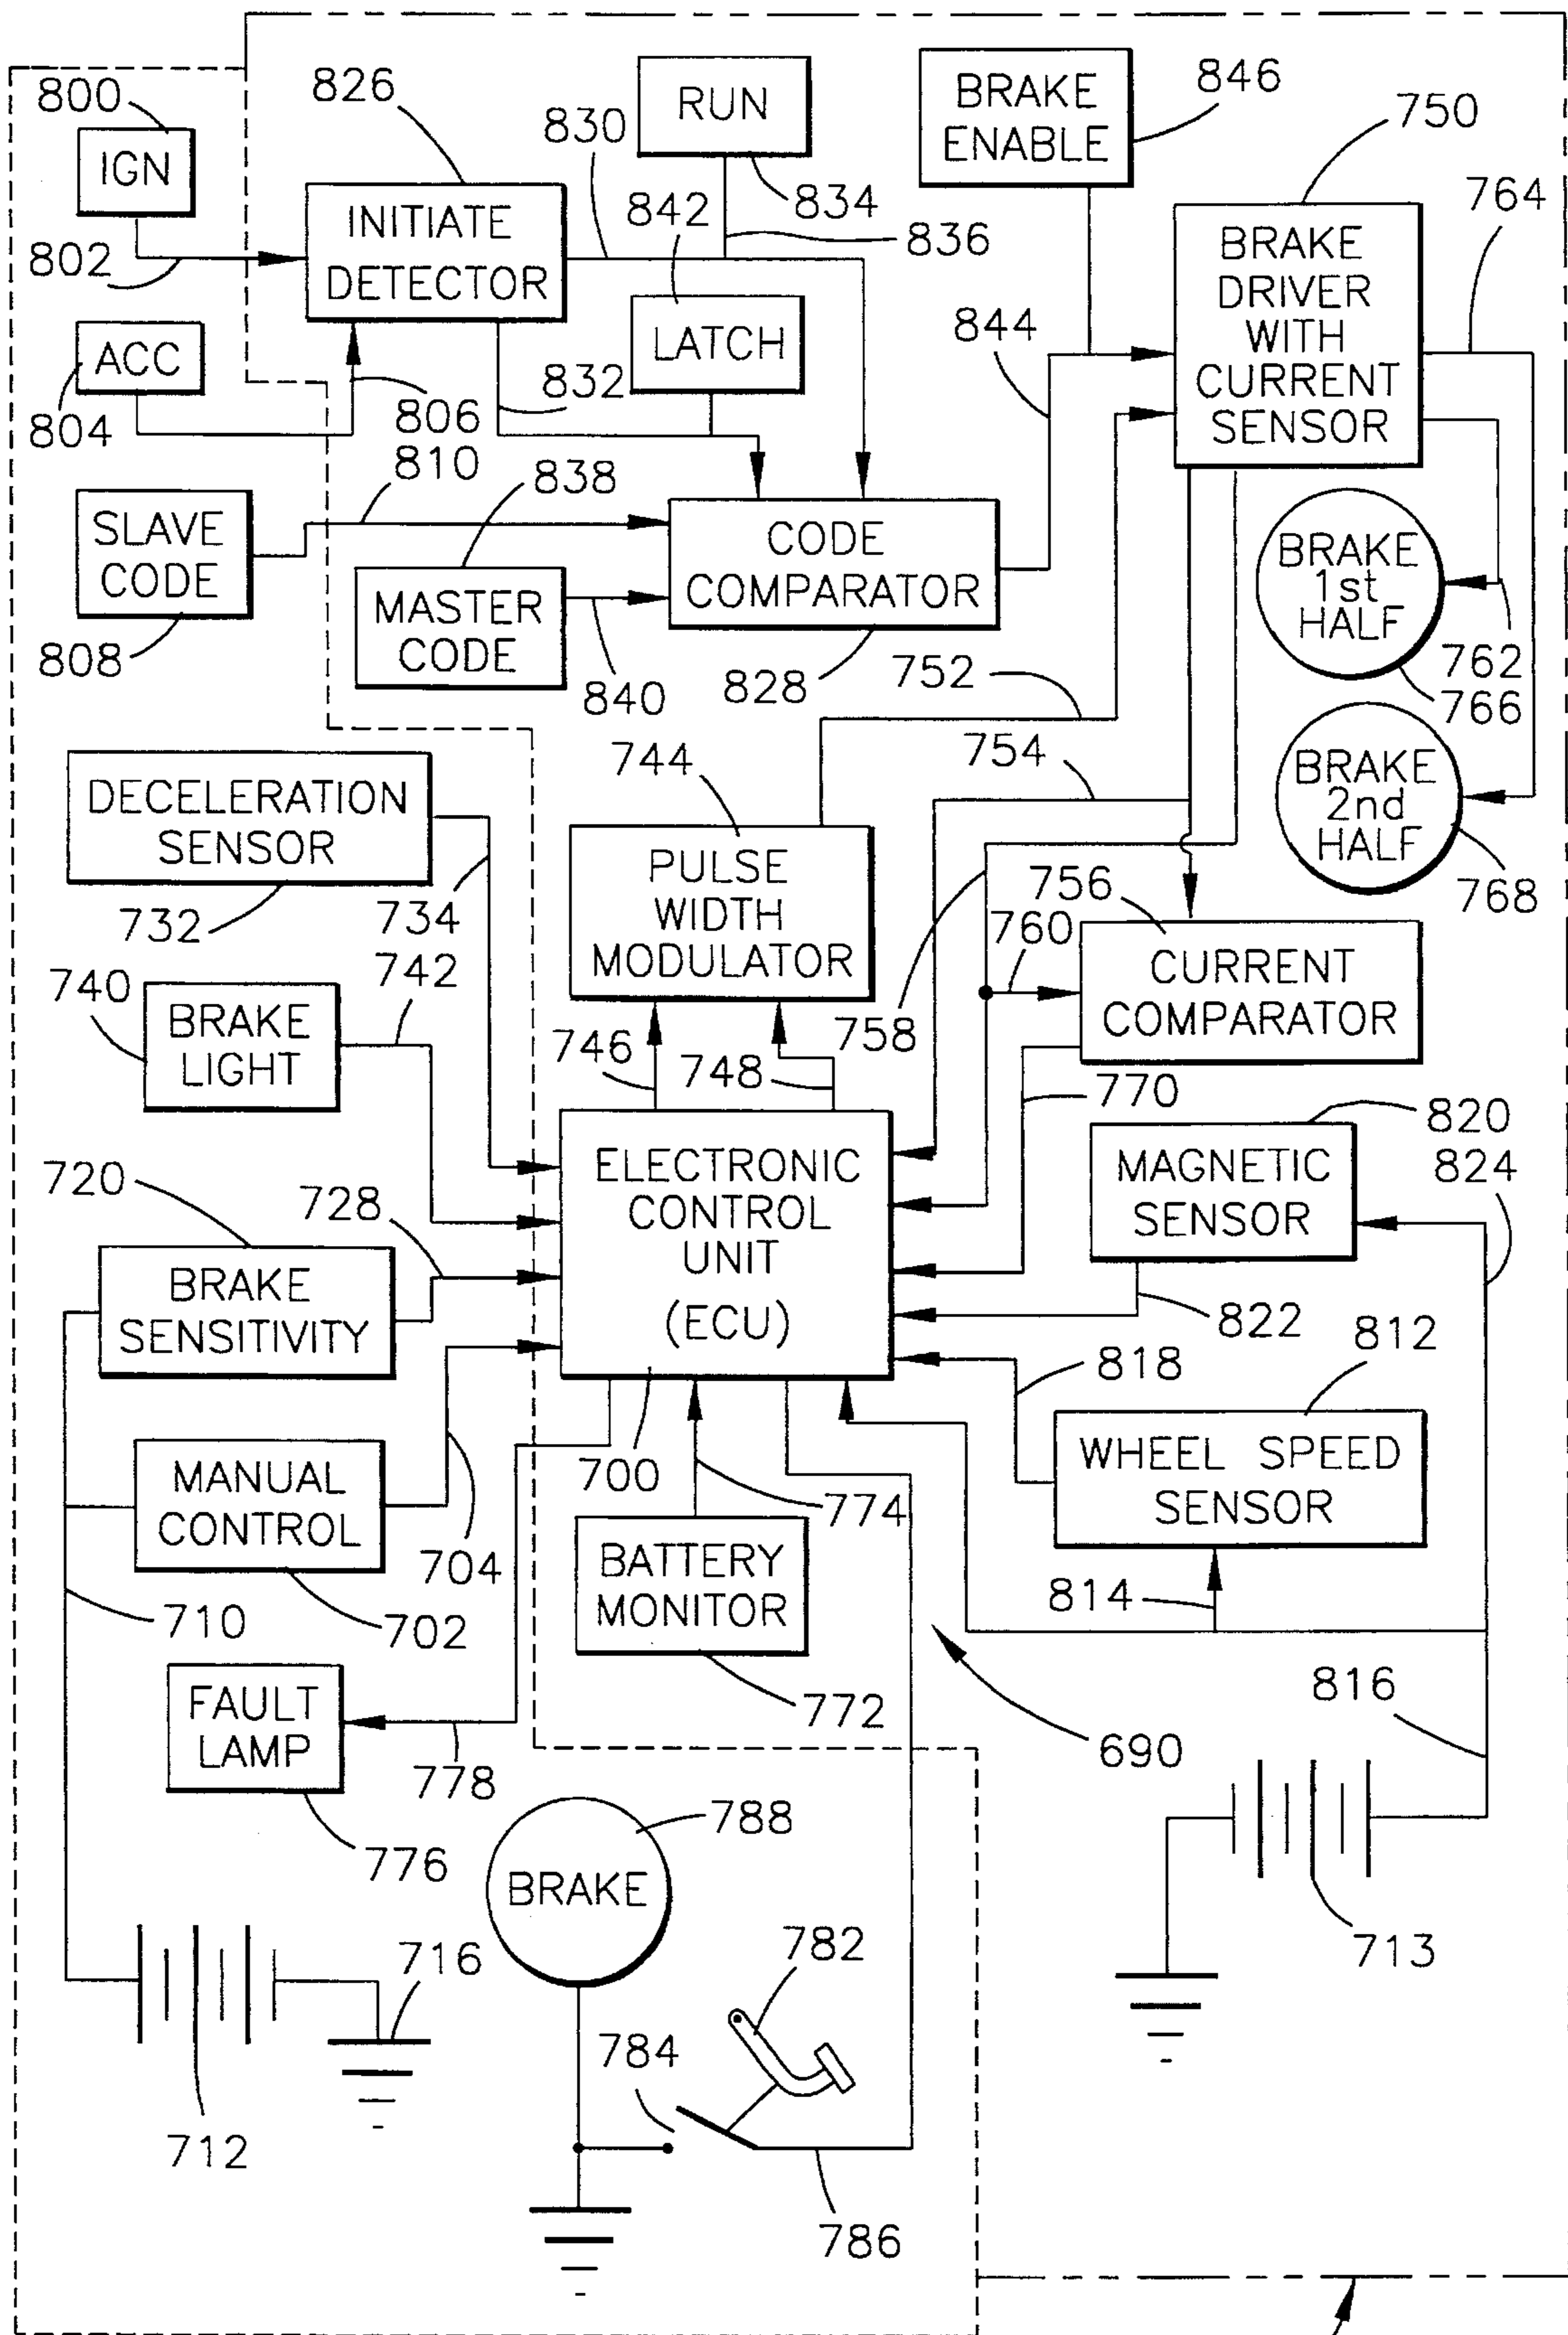 800
IGN
802
826
INITIATE
DETECTOR
830
RUN
834
836
BRAKE
ENABLE
846
750
764
BRAKE
DRIVER
WITH
CURRENT
SENSOR
ACC
804
806
832
842
LATCH
844
810
SLAVE
CODE
808
838
MASTER
CODE
840
CODE
COMPARATOR
828
752
BRAKE
1st
HALF
762
766
DECELERATION
SENSOR
732
734
744
PULSE
WIDTH
MODULATOR
754
BRAKE
2nd
HALF
768
756
760
758
CURRENT
COMPARATOR
740
BRAKE
LIGHT
742
746
748
770
720
728
BRAKE
SENSITIVITY
ELECTRONIC
CONTROL
UNIT
(ECU)
700
820
824
MAGNETIC
SENSOR
822
812
818
WHEEL SPEED
SENSOR
814
MANUAL
CONTROL
704
702
710
774
BATTERY
MONITOR
772
690
816
FAULT
LAMP
778
776
788
BRAKE
713
716
712
782
784
786